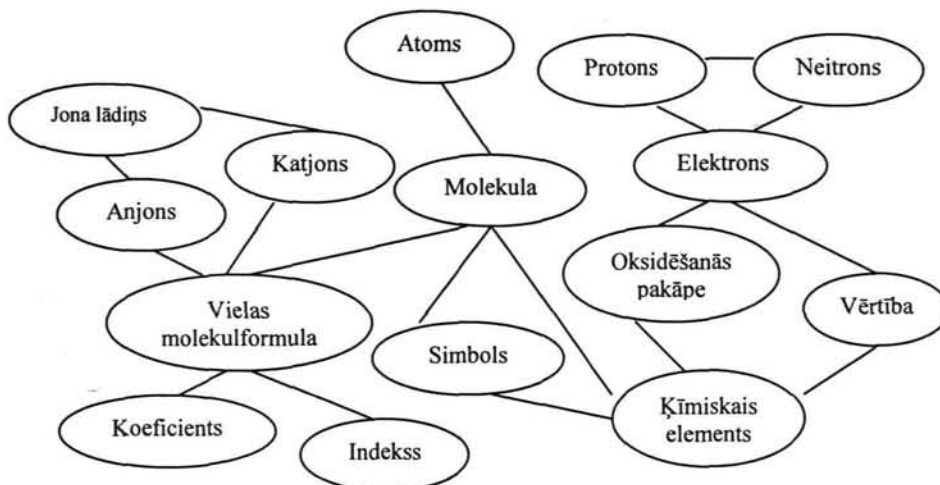 Atoms
Protons
Neitrons
Jona lādiņš
Katjons
Molekula
Elektrons
Anjons
Oksidēšanās
pakāpe
Vērtība
Vielas
molekulformula
Simbols
Ķīmiskais
elements
Koeficients
Indekss